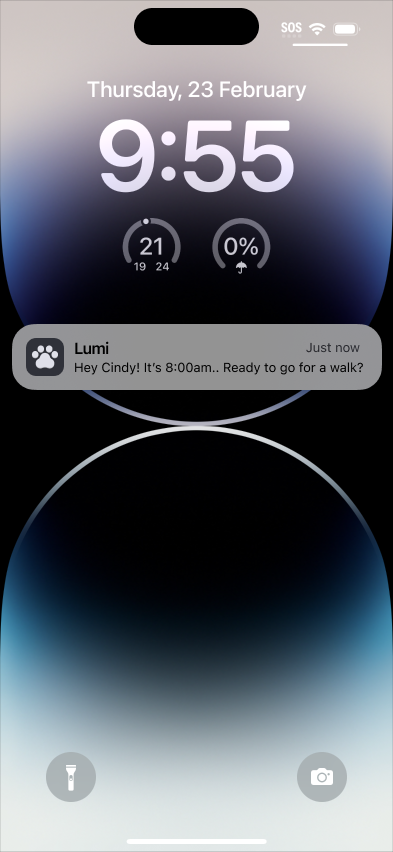 SOS
Thursday, 23 February
9:55
21
19 24
0%
Lumi
Just now
Hey Cindy! It's 8:00am.. Ready to go for a walk?